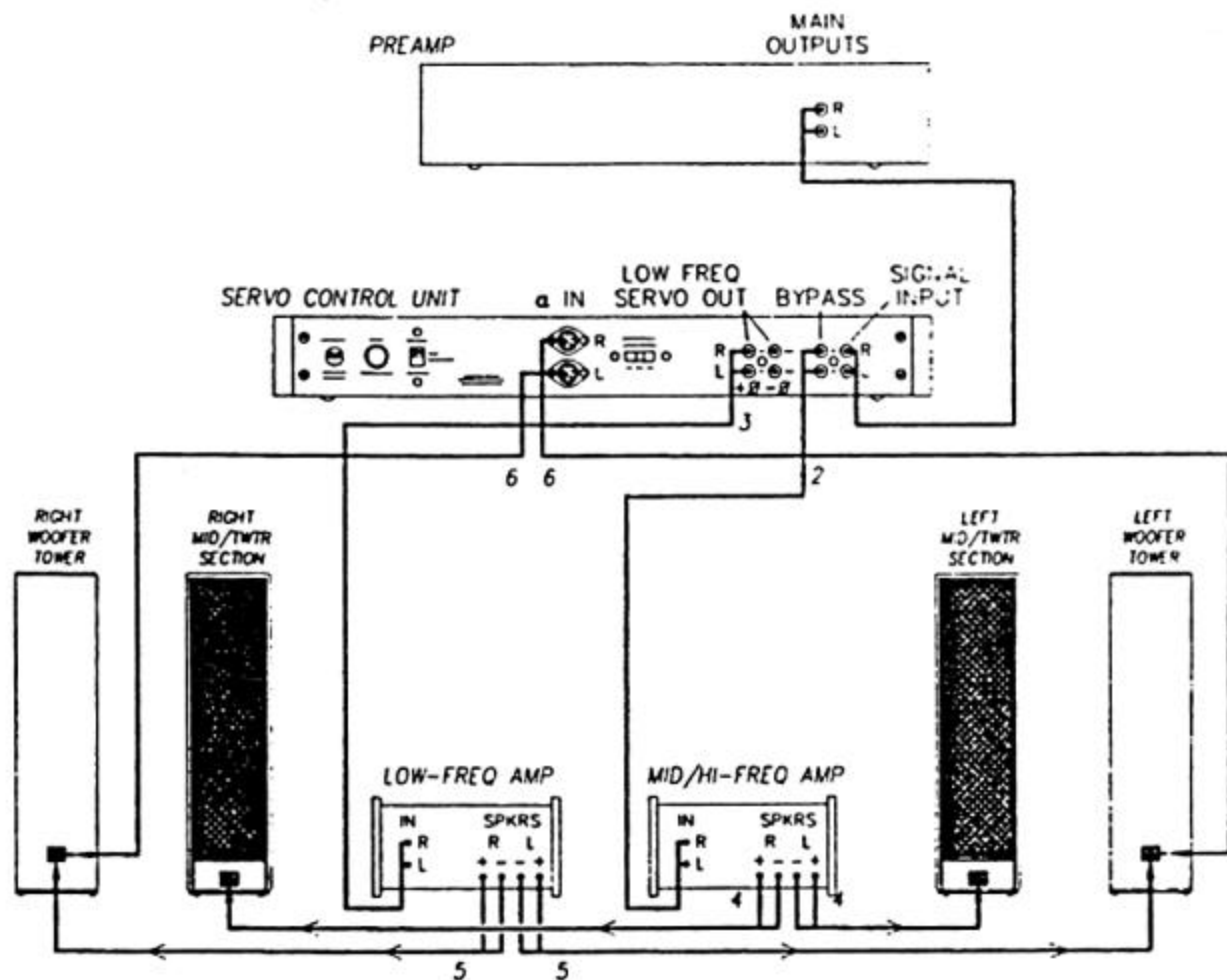 MAIN
OUTPUTS
PREAMP
R
L
SERVO CONTROL UNIT
a IN
LOW FREQ
SERVO OUT
BYPASS
SIGNAL
INPUT
R
L
R
L
- -
- -
+Ø -Ø
R
L
3
6 6
2
RIGHT
WOOFER
TOWER
RIGHT
MID/TWTR
SECTION
LEFT
MID/TWTR
SECTION
LEFT
WOOFER
TOWER
LOW-FREQ AMP
MID/HI-FREQ AMP
IN
R
L
SPKRS
R L
+ - - +
IN
R
L
SPKRS
R L
+ - - +
4 4
5 5